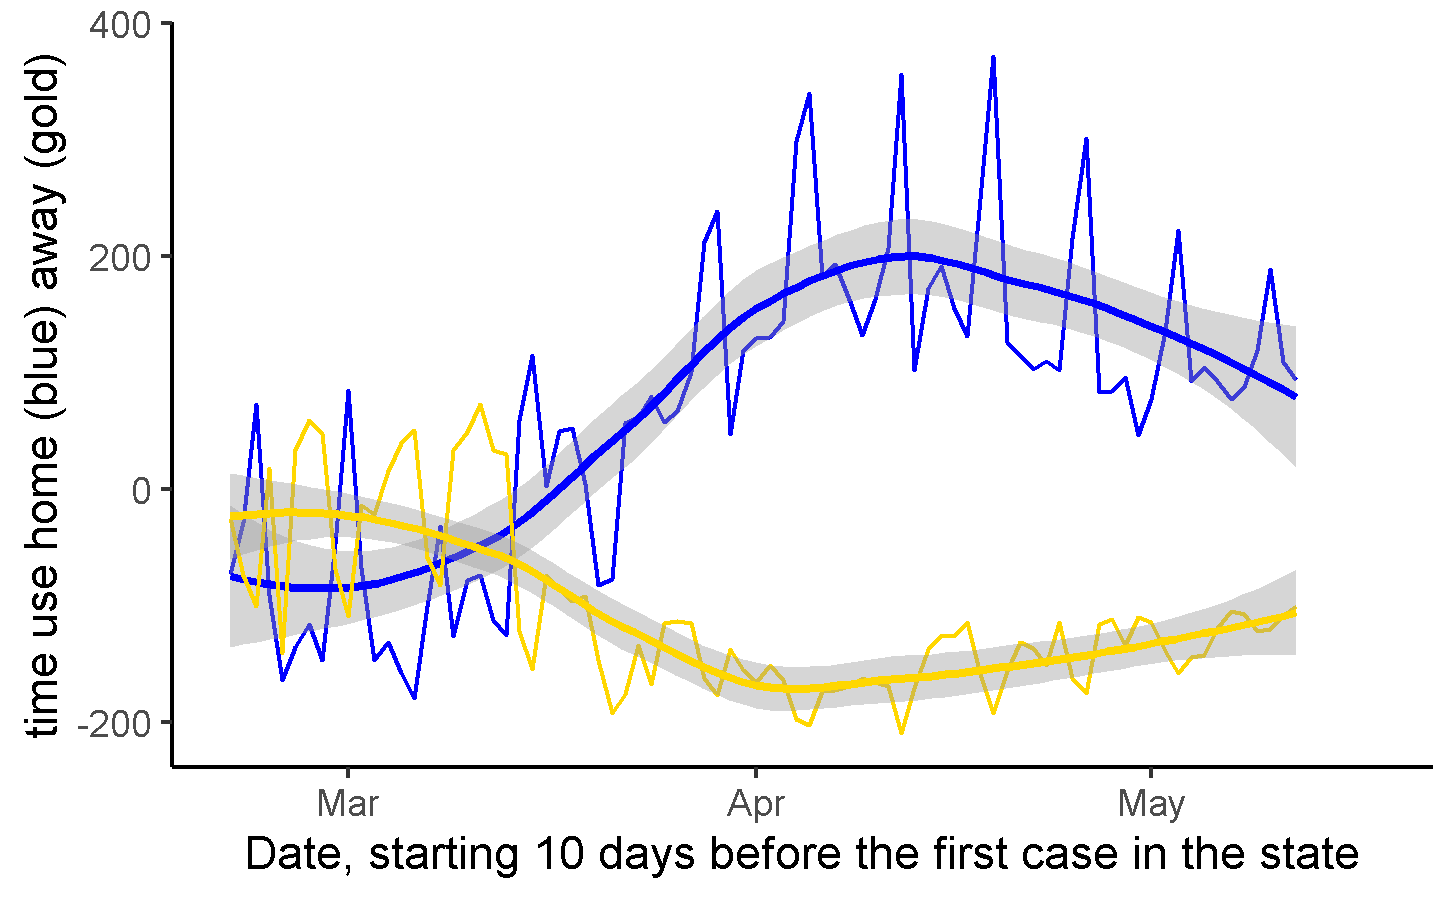 time use home (blue) away (gold)
400
200
0
-200
Mar
Apr
May
Date, starting 10 days before the first case in the state